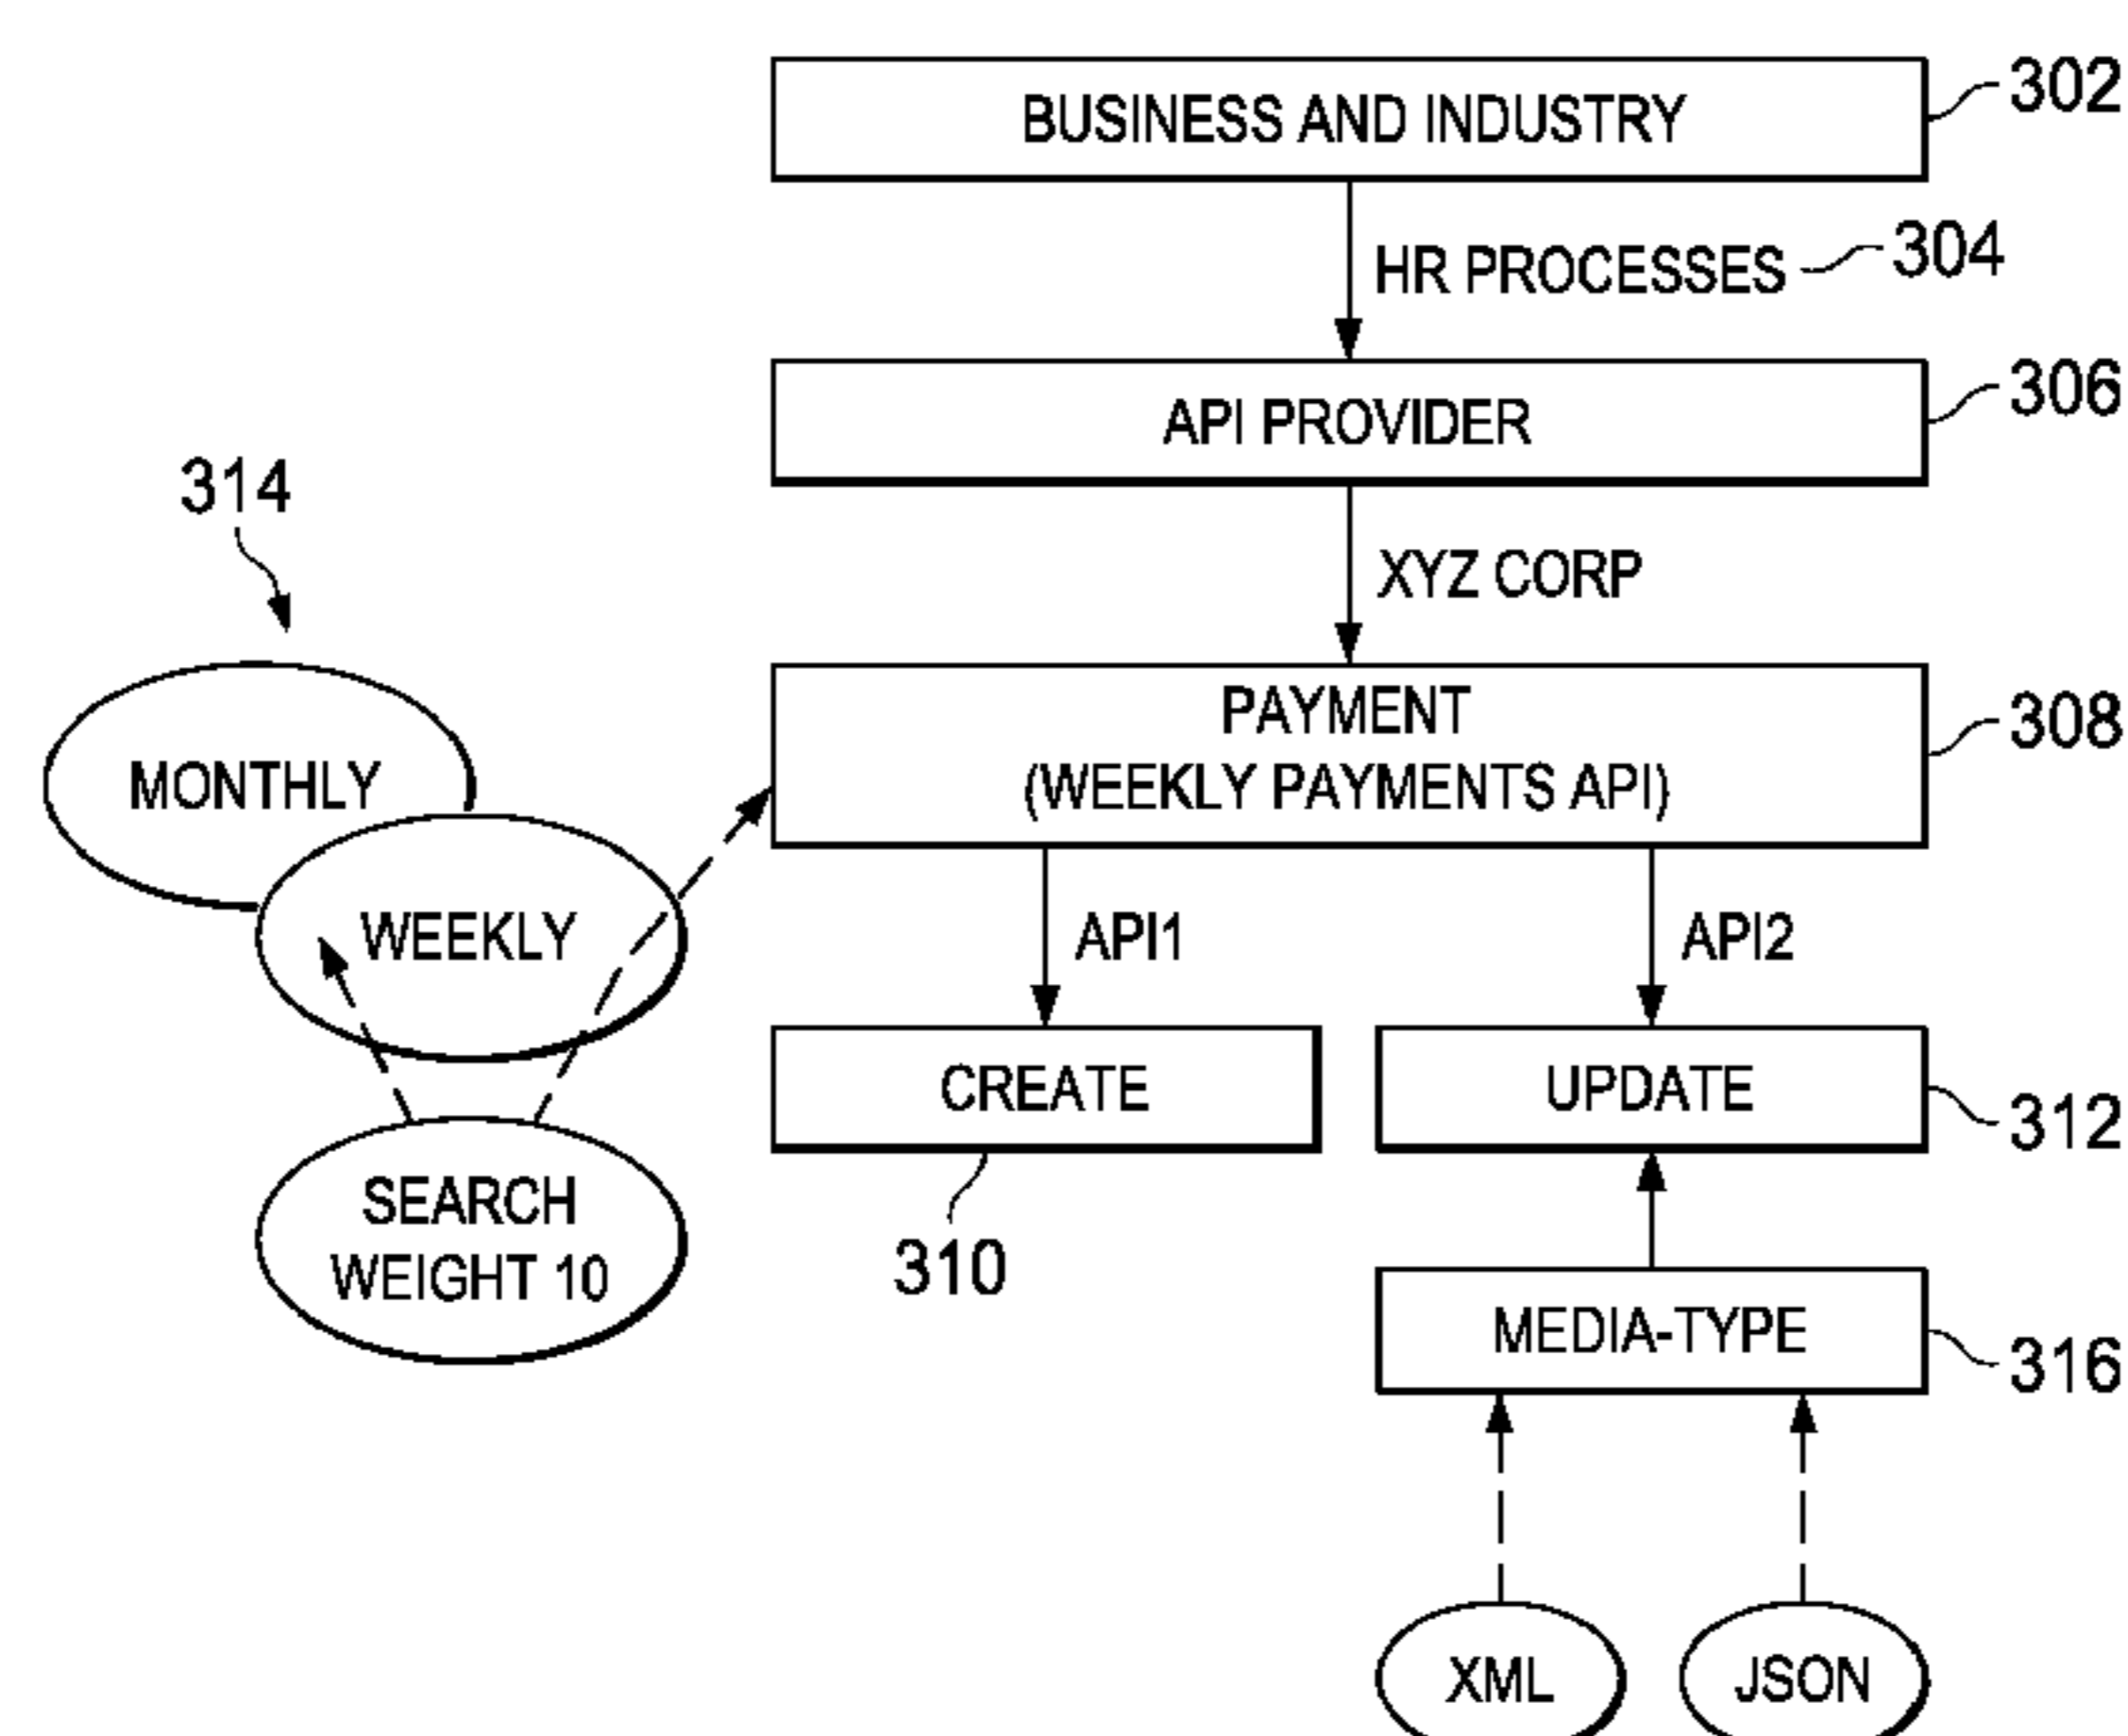 BUSINESS AND INDUSTRY
302
HR PROCESSES
304
API PROVIDER
306
314
XYZ CORP
PAYMENT
(WEEKLY PAYMENTS API)
308
MONTHLY
WEEKLY
API1
API2
CREATE
UPDATE
312
SEARCH
WEIGHT 10
310
MEDIA-TYPE
316
XML
JSON